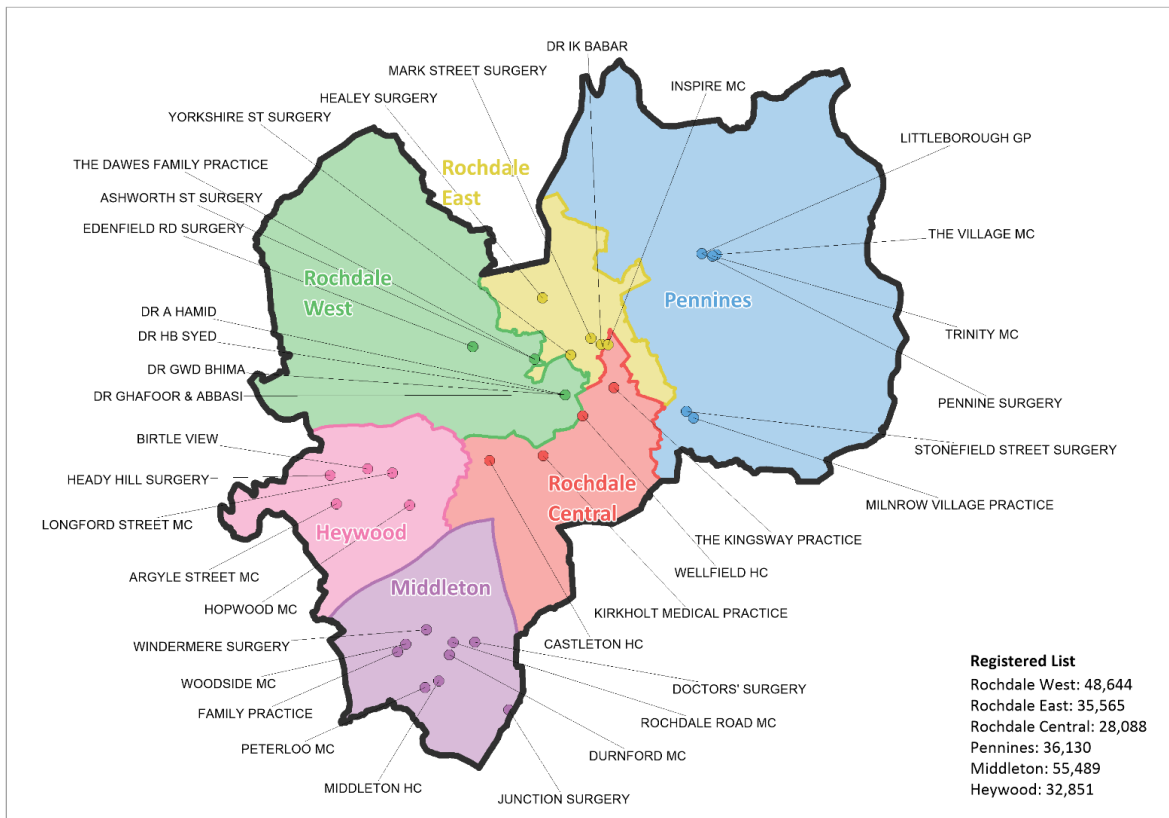 DR IK BABAR
MARK STREET SURGERY
INSPIRE MC
HEALEY SURGERY
YORKSHIRE ST SURGERY
LITTLEBOROUGH GP
THE DAWES FAMILY PRACTICE
Rochdale
East
ASHWORTH ST SURGERY
EDENFIELD RD SURGERY
THE VILLAGE MC
Rochdale
West
Pennines
DR A HAMID
DR HB SYED
TRINITY MC
DR GWD BHIMA
DR GHAFOOR & ABBASI
PENNINE SURGERY
BIRTLE VIEW
STONEFIELD STREET SURGERY
HEADY HILL SURGERY
Rochdale
Central
MILNROW VILLAGE PRACTICE
LONGFORD STREET MC
Heywood
THE KINGSWAY PRACTICE
ARGYLE STREET MC
WELLFIELD HC
Middleton
HOPWOOD MC
KIRKHOLT MEDICAL PRACTICE
WINDERMERE SURGERY
CASTLETON HC
WOODSIDE MC
DOCTORS' SURGERY
FAMILY PRACTICE
ROCHDALE ROAD MC
PETERLOO MC
DURNFORD MC
MIDDLETON HC
JUNCTION SURGERY
Registered List
Rochdale West: 48,644
Rochdale East: 35,565
Rochdale Central: 28,088
Pennines: 36,130
Middleton: 55,489
Heywood: 32,851